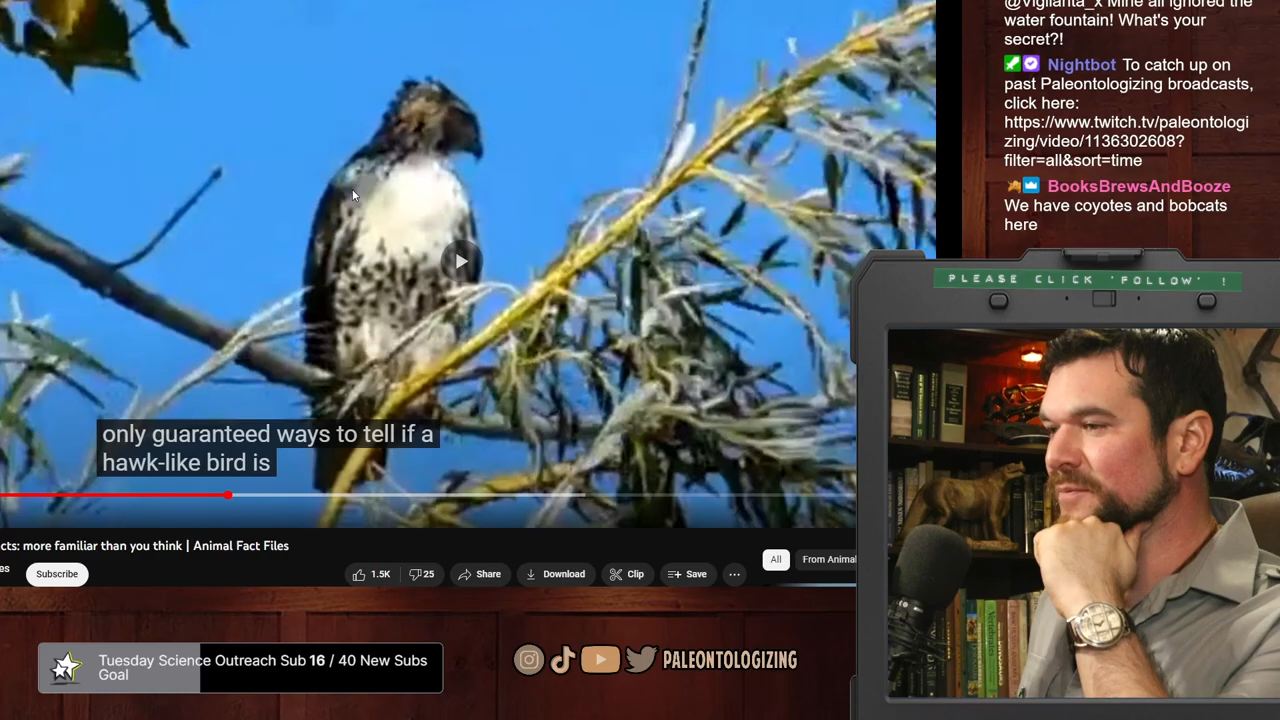 @Vigilanta_x Mine all ignored the
water fountain! What's your
secret?!
Nightbot To catch up on
past Paleontologizing broadcasts,
click here:
https://www.twitch.tv/paleontologi
zing/video/1136302608?
filter=all&sort=time
BooksBrewsAndBooze
We have coyotes and bobcats
here
PLEASE CLICK 'FOLLOW' !
only guaranteed ways to tell if a
hawk-like bird is
cts: more familiar than you think | Animal Fact Files
es
Subscribe
1.5K
25
Share
Download
Clip
Save
All
From Animal
Tuesday Science Outreach Sub 16 / 40 New Subs
Goal
PALEONTOLOGIZING
Vertebrates